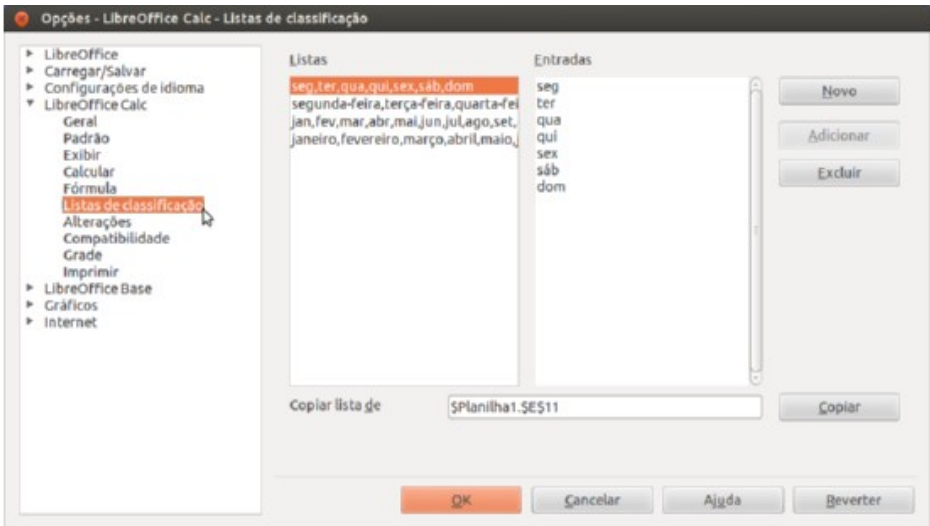 Opções - LibreOffice Calc - Listas de classificação
LibreOffice
Carregar/Salvar
Configurações de idioma
LibreOffice Calc
Geral
Padrão
Exibir
Calcular
Fórmula
Listas de classificação
Alterações
Compatibilidade
Grade
Imprimir
LibreOffice Base
Gráficos
Internet
Listas
seg,ter,qua,qui,sex,sáb,dom
segunda-feira,terça-feira,quarta-fei
jan,fev,mar,abr,mai,jun,jul,ago,set,
janeiro,fevereiro,março,abril,maio,j
Entradas
seg
ter
qua
qui
sex
sáb
dom
Novo
Adicionar
Excluir
Copiar lista de
$Planilha1.$E$11
Copiar
OK
Cancelar
Ajuda
Reverter